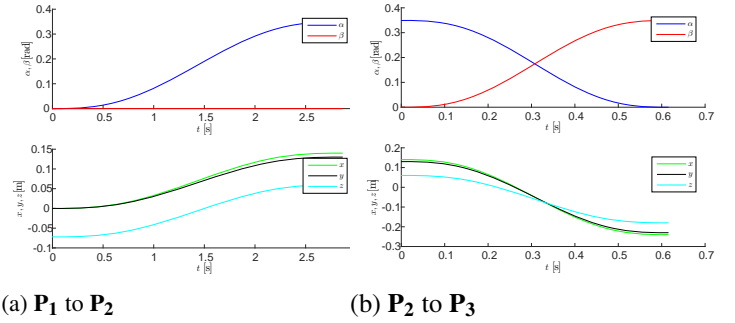 0.4
0.3
0.2
0.1
0
α, β[rad]
α
β
0 0.5 1 1.5 2 2.5
t [s]
0.15
0.1
0.05
0
-0.05
-0.1
x, y, z [m]
x
y
z
0 0.5 1 1.5 2 2.5
t [s]
(a) P1 to P2
0.4
0.3
0.2
0.1
0
α, β[rad]
α
β
0 0.1 0.2 0.3 0.4 0.5 0.6 0.7
t [s]
0.2
0.1
0
-0.1
-0.2
-0.3
x, y, z [m]
x
y
z
0 0.1 0.2 0.3 0.4 0.5 0.6 0.7
t [s]
(b) P2 to P3